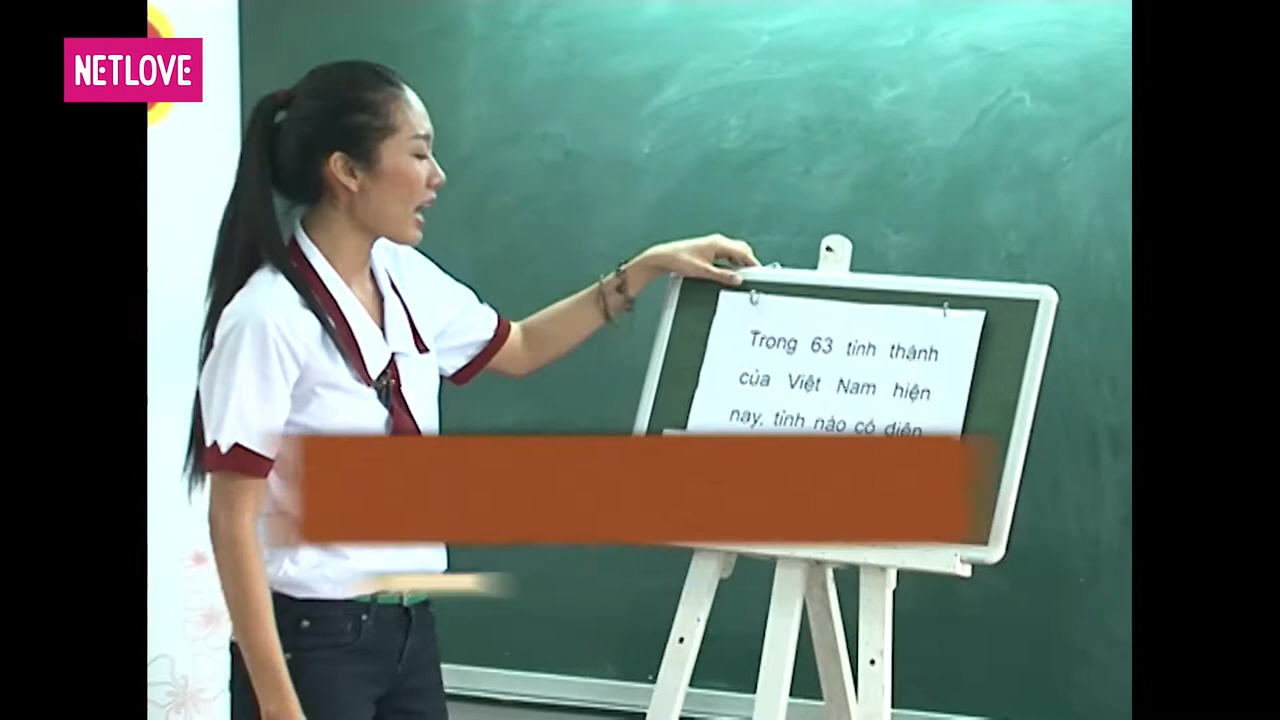 NETLOVE
Trong 63 tỉnh thành
của Việt Nam hiện
nay, tỉnh nào có diện